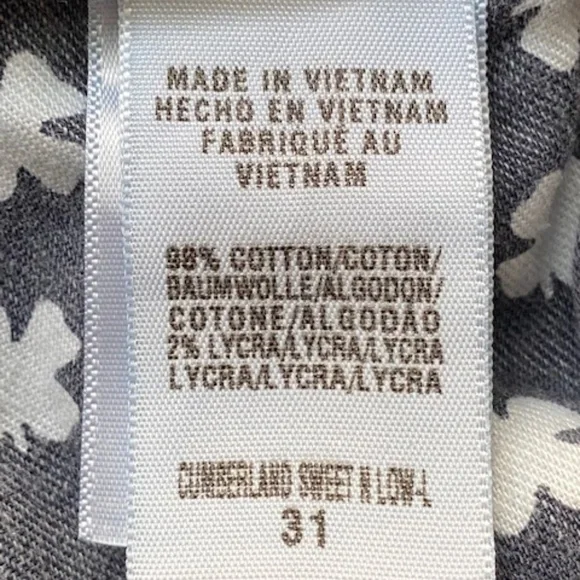 MADE IN VIETNAM
HECHO EN VIETNAM
FABRIQUÉ AU
VIETNAM
98% COTTON/COTON/
BAUMWOLLE/ALGODON/
COTONE/ALGODAO
2% LYCRA/LYCRA/LYCRA
LYCRA/LYCRA/LYCRA
CUMBERLAND SWEET N LOW-L
31